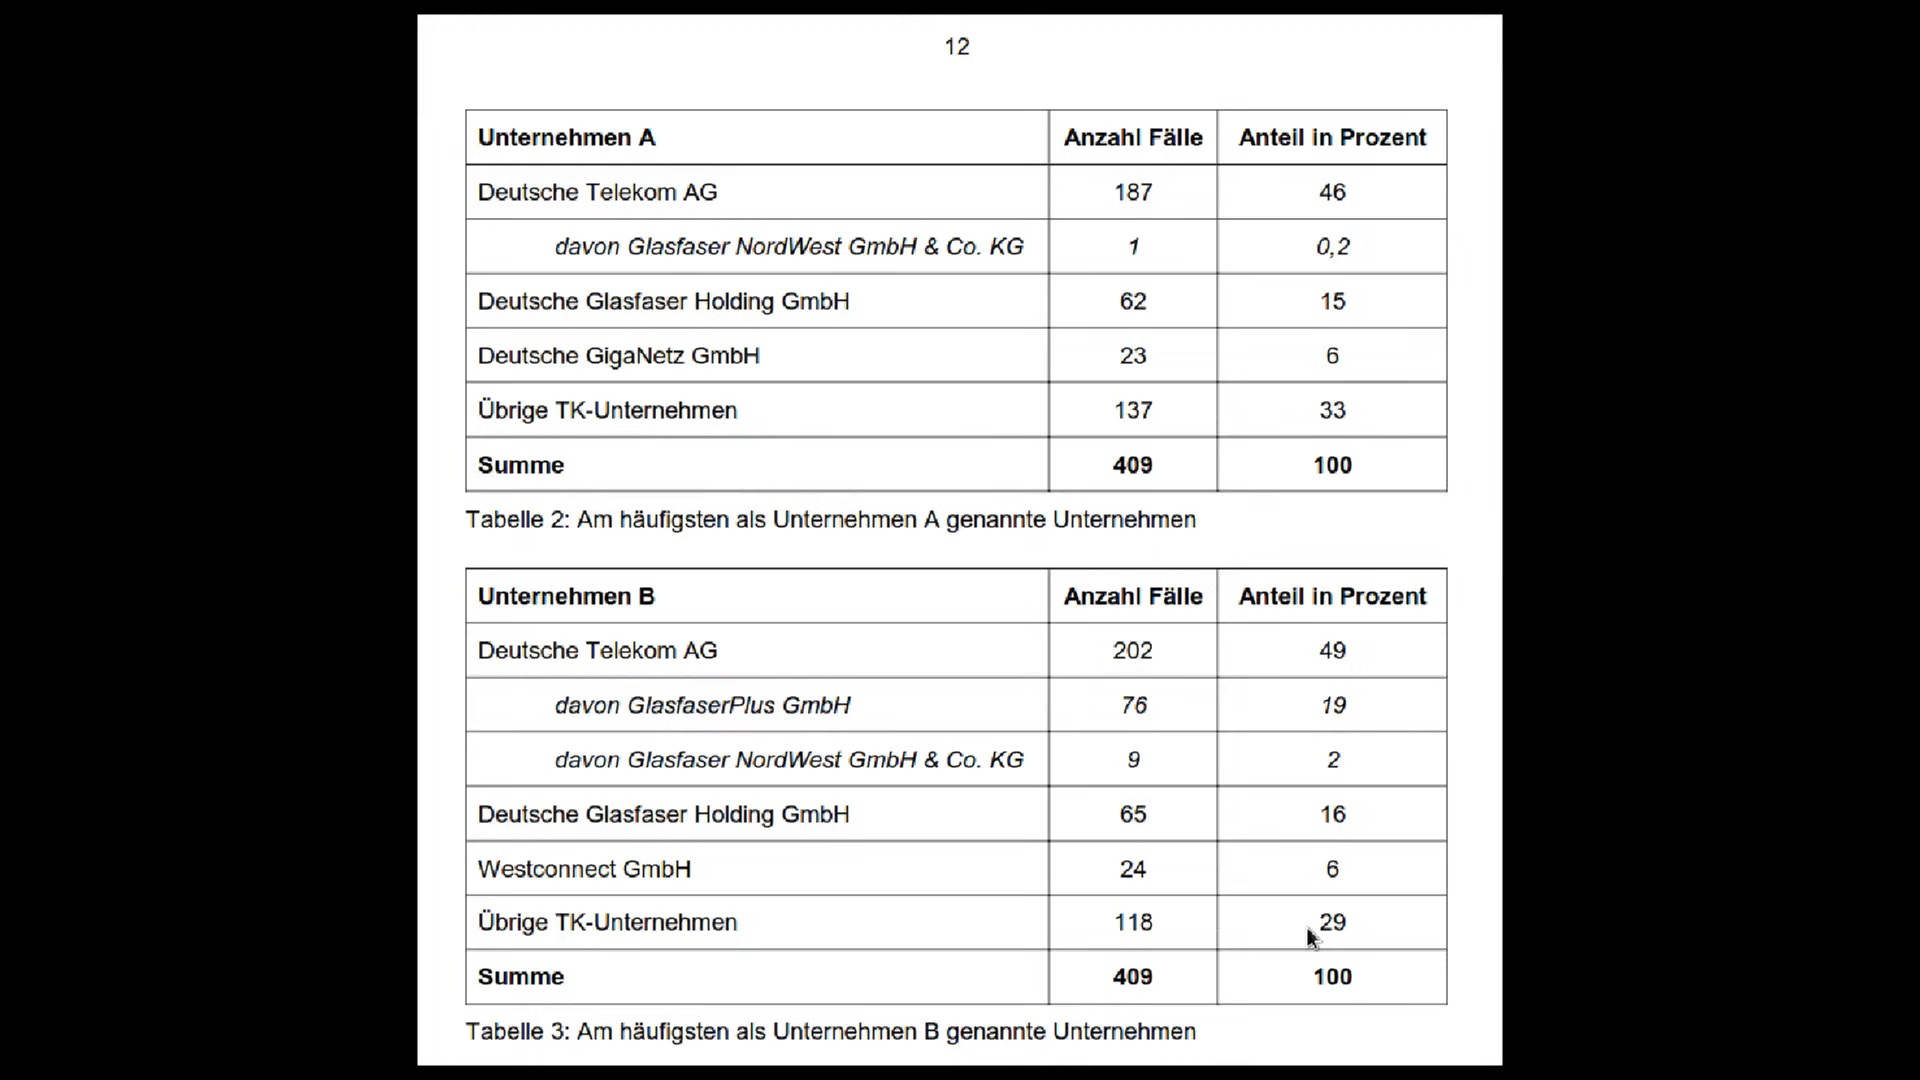 12
Unternehmen A Anzahl Fälle Anteil in Prozent
Deutsche Telekom AG 187 46
davon Glasfaser NordWest GmbH & Co. KG 1 0,2
Deutsche Glasfaser Holding GmbH 62 15
Deutsche GigaNetz GmbH 23 6
Übrige TK-Unternehmen 137 33
Summe 409 100
Tabelle 2: Am häufigsten als Unternehmen A genannte Unternehmen
Unternehmen B Anzahl Fälle Anteil in Prozent
Deutsche Telekom AG 202 49
davon GlasfaserPlus GmbH 76 19
davon Glasfaser NordWest GmbH & Co. KG 9 2
Deutsche Glasfaser Holding GmbH 65 16
Westconnect GmbH 24 6
Übrige TK-Unternehmen 118 29
Summe 409 100
Tabelle 3: Am häufigsten als Unternehmen B genannte Unternehmen